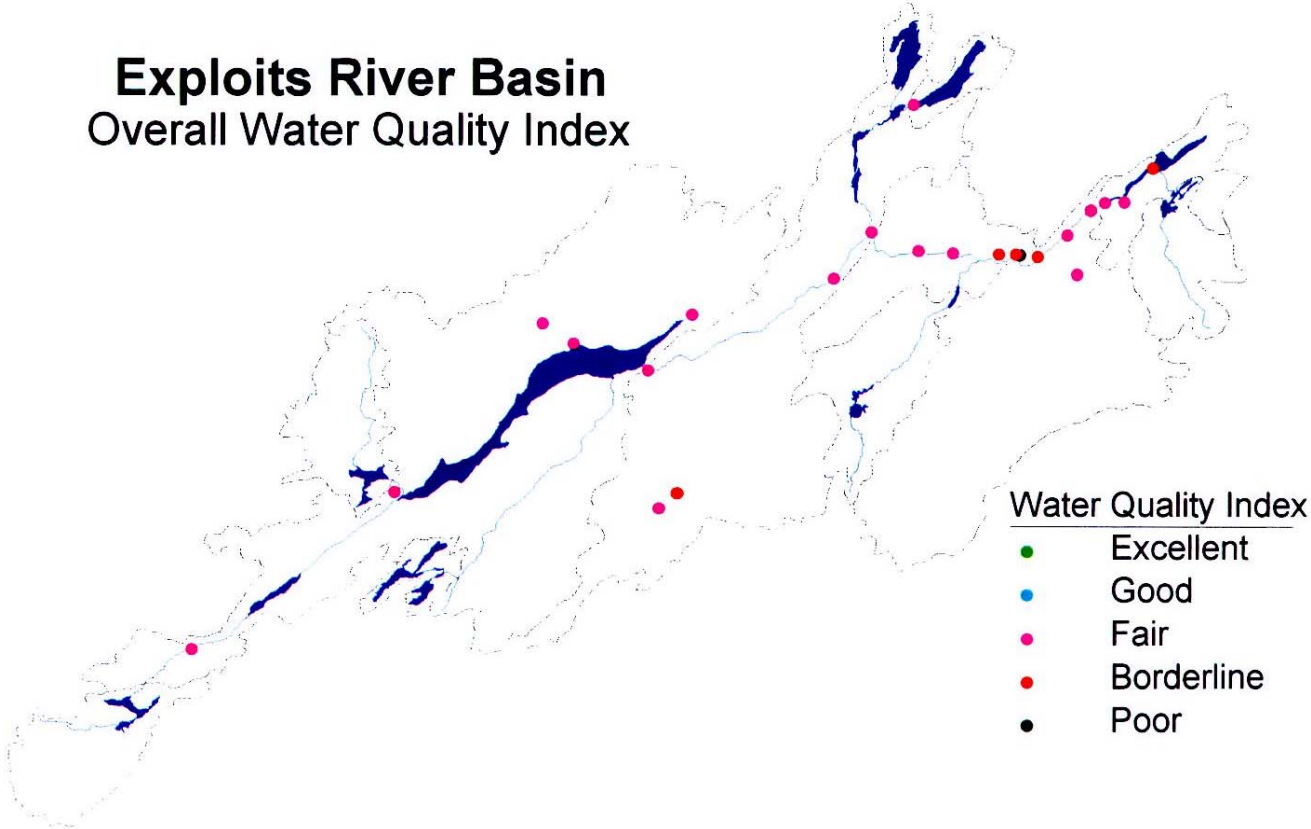 Exploits River Basin
Overall Water Quality Index
Water Quality Index
Excellent
Good
Fair
Borderline
Poor